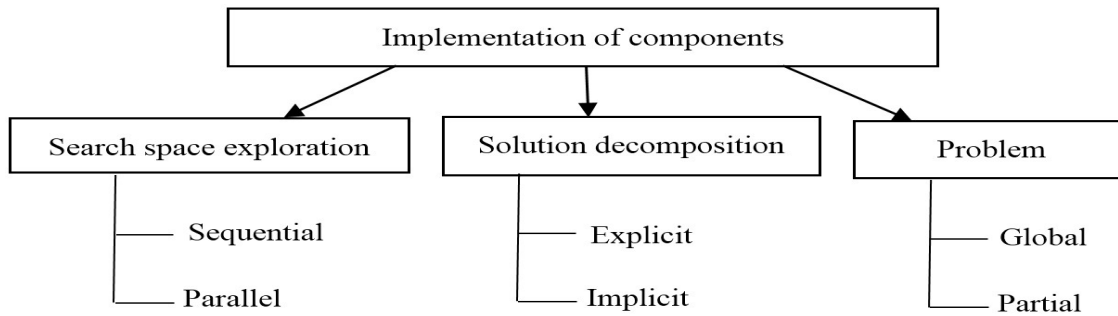 Implementation of components
Search space exploration
Solution decomposition
Problem
Sequential
Explicit
Global
Parallel
Implicit
Partial